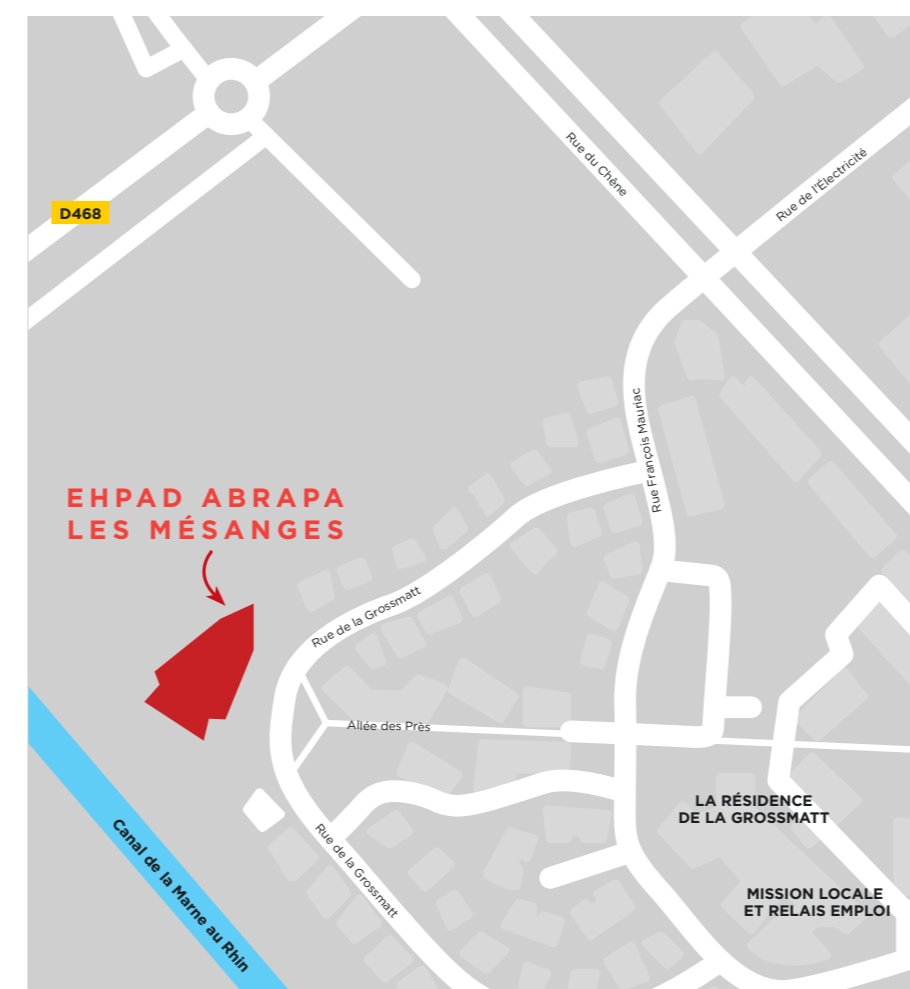 Rue du Chêne
Rue de l'Électricité
D468
Rue François Mauriac
EHPAD ABRAPA
LES MÉSANGES
Rue de la Grossmatt
Allée des Près
LA RÉSIDENCE
DE LA GROSSMATT
Canal de la Marne au Rhin
Rue de la Grossmatt
MISSION LOCALE
ET RELAIS EMPLOI